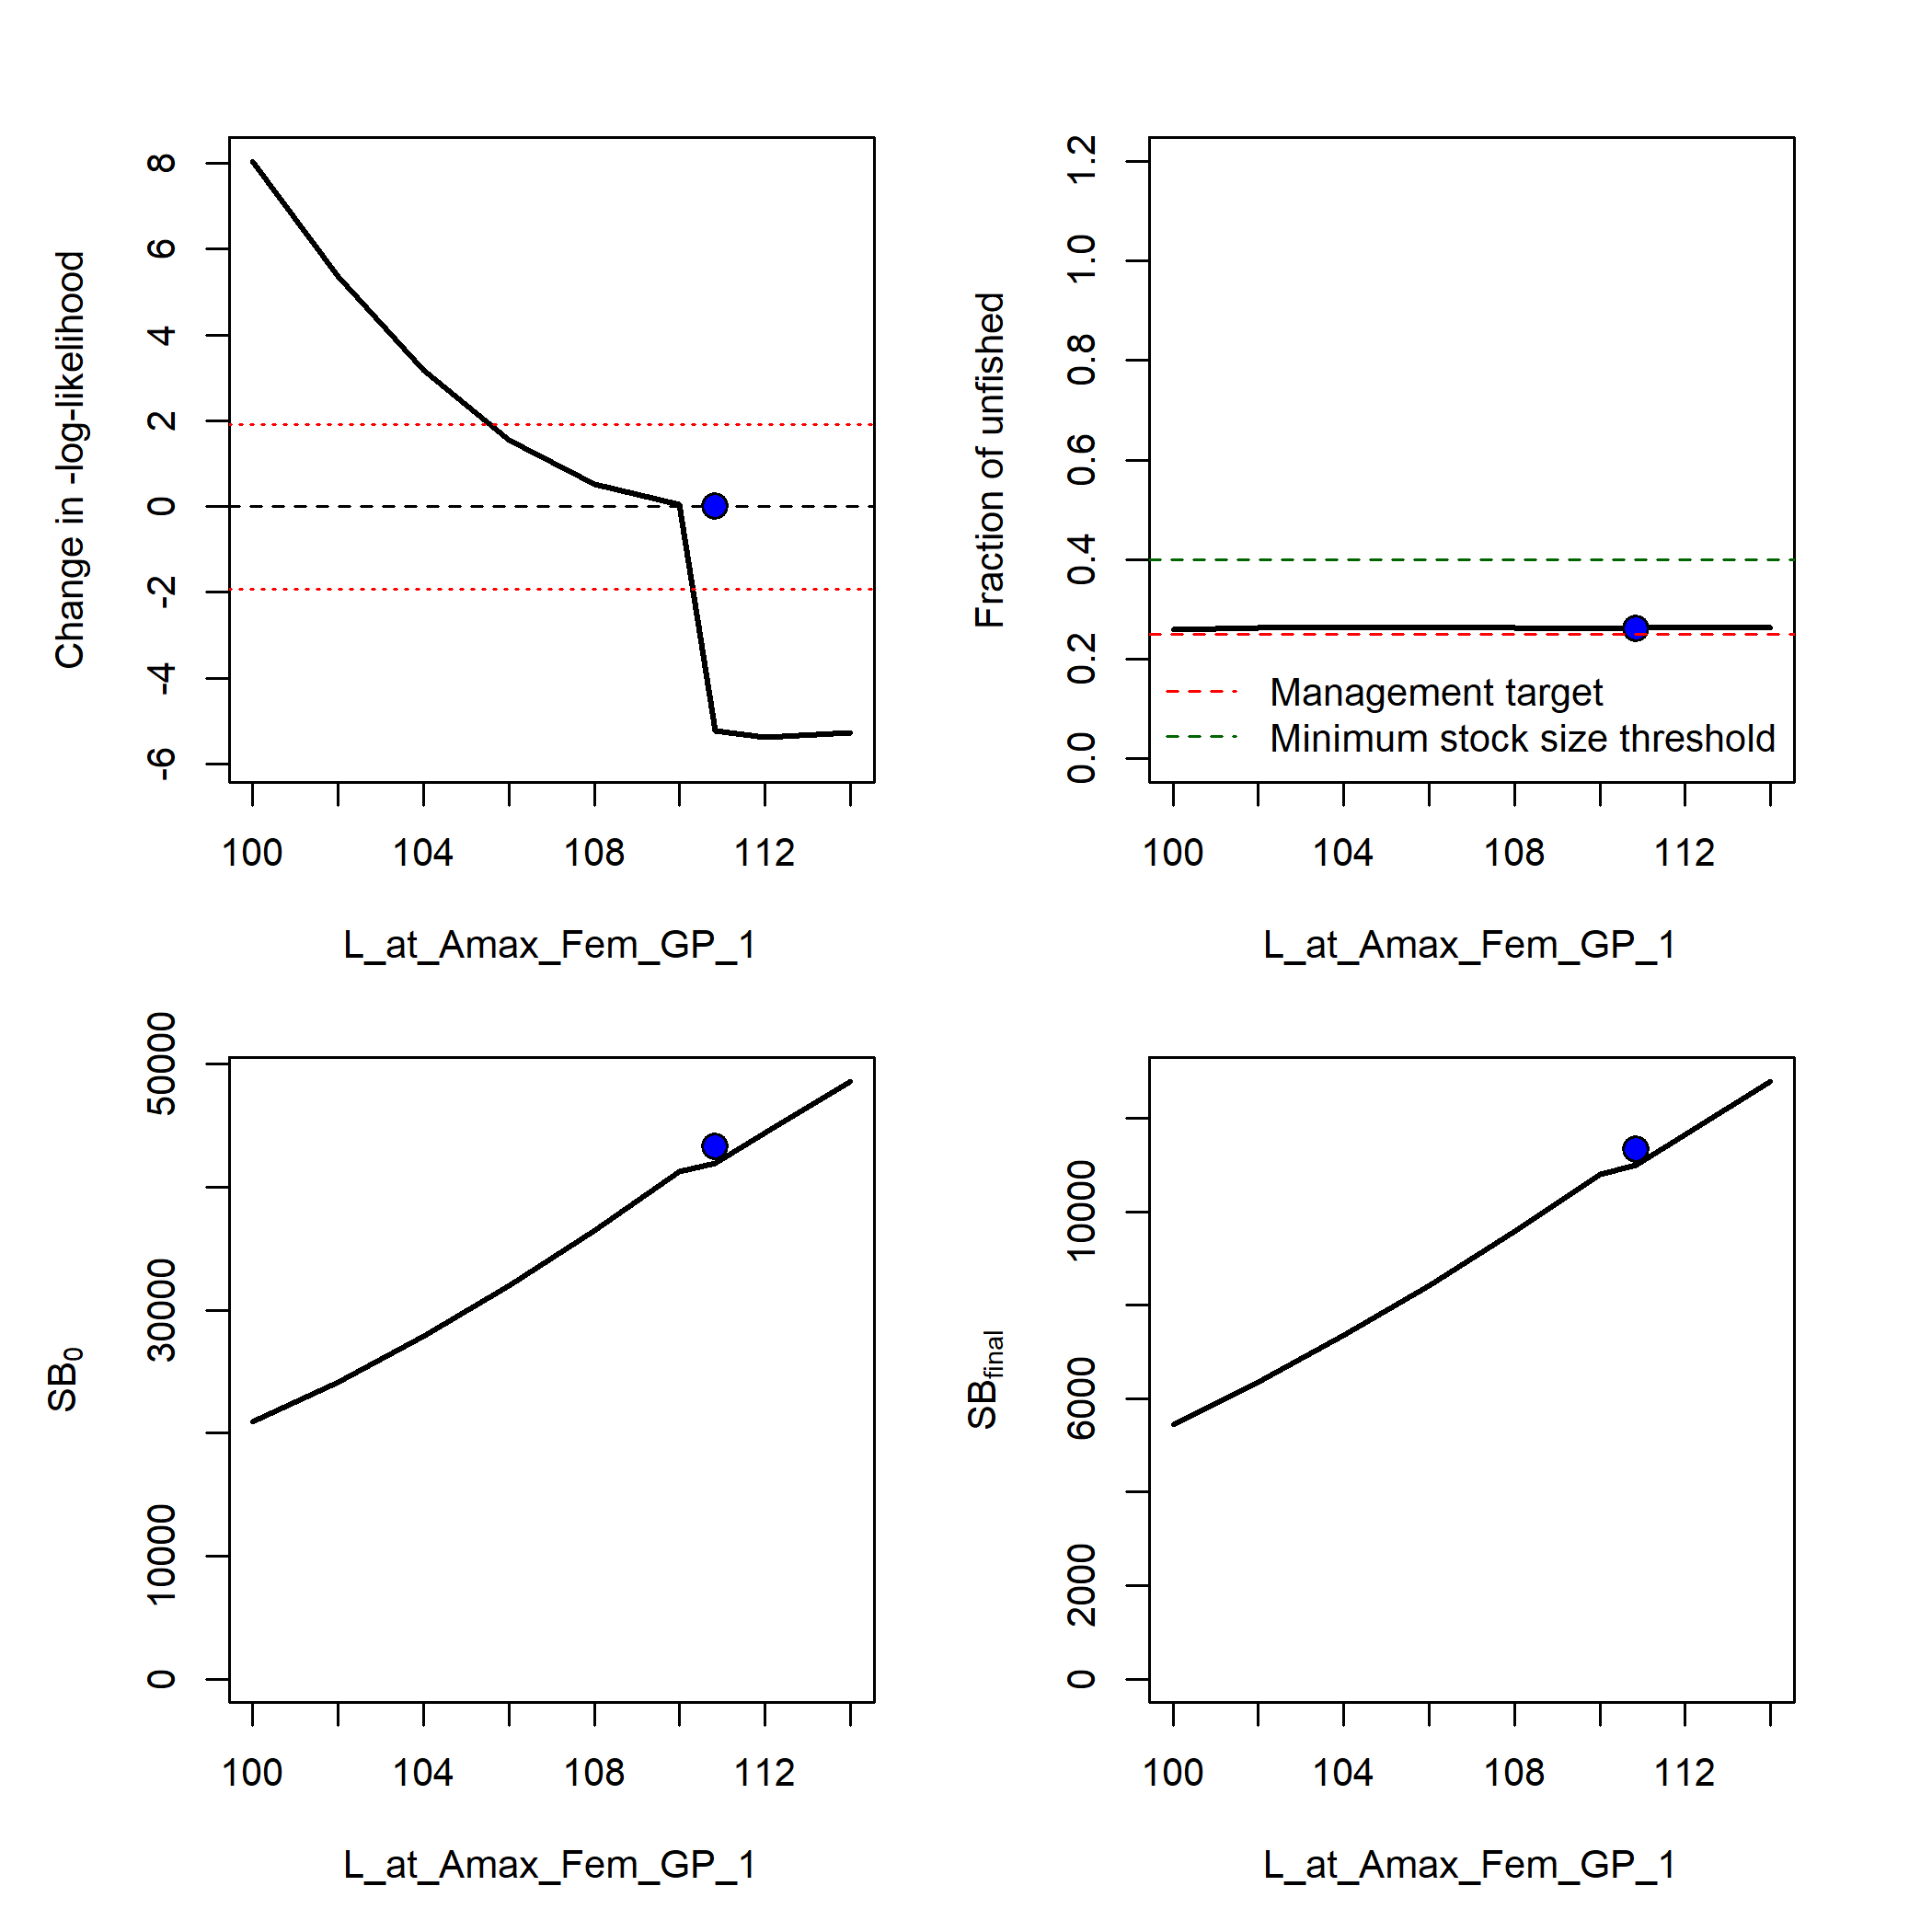 Change in -log-likelihood
8
6
4
2
0
-2
-4
-6
100 104 108 112
L_at_Amax_Fem_GP_1
Fraction of unfished
1.2
1.0
0.8
0.6
0.4
0.2
0.0
Management target
Minimum stock size threshold
100 104 108 112
L_at_Amax_Fem_GP_1
SB0
50000
30000
10000
0
100 104 108 112
L_at_Amax_Fem_GP_1
SBfinal
10000
6000
2000
0
100 104 108 112
L_at_Amax_Fem_GP_1